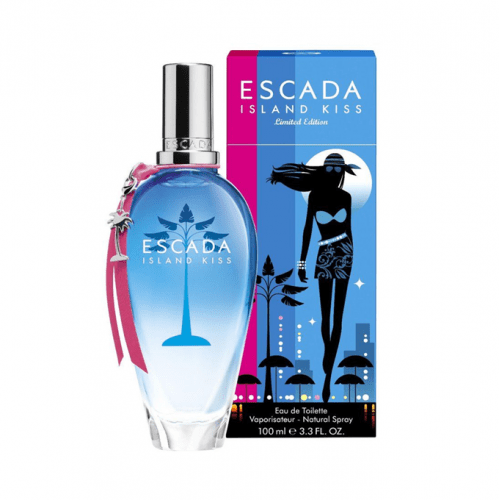 ESCADA
ESCADA
ISLAND KISS
ESCADA
ISLAND KISS
Limited Edition
Eau de Toilette
Vaporisateur - Natural Spray
100 ml ℮ 3.3 FL. OZ.